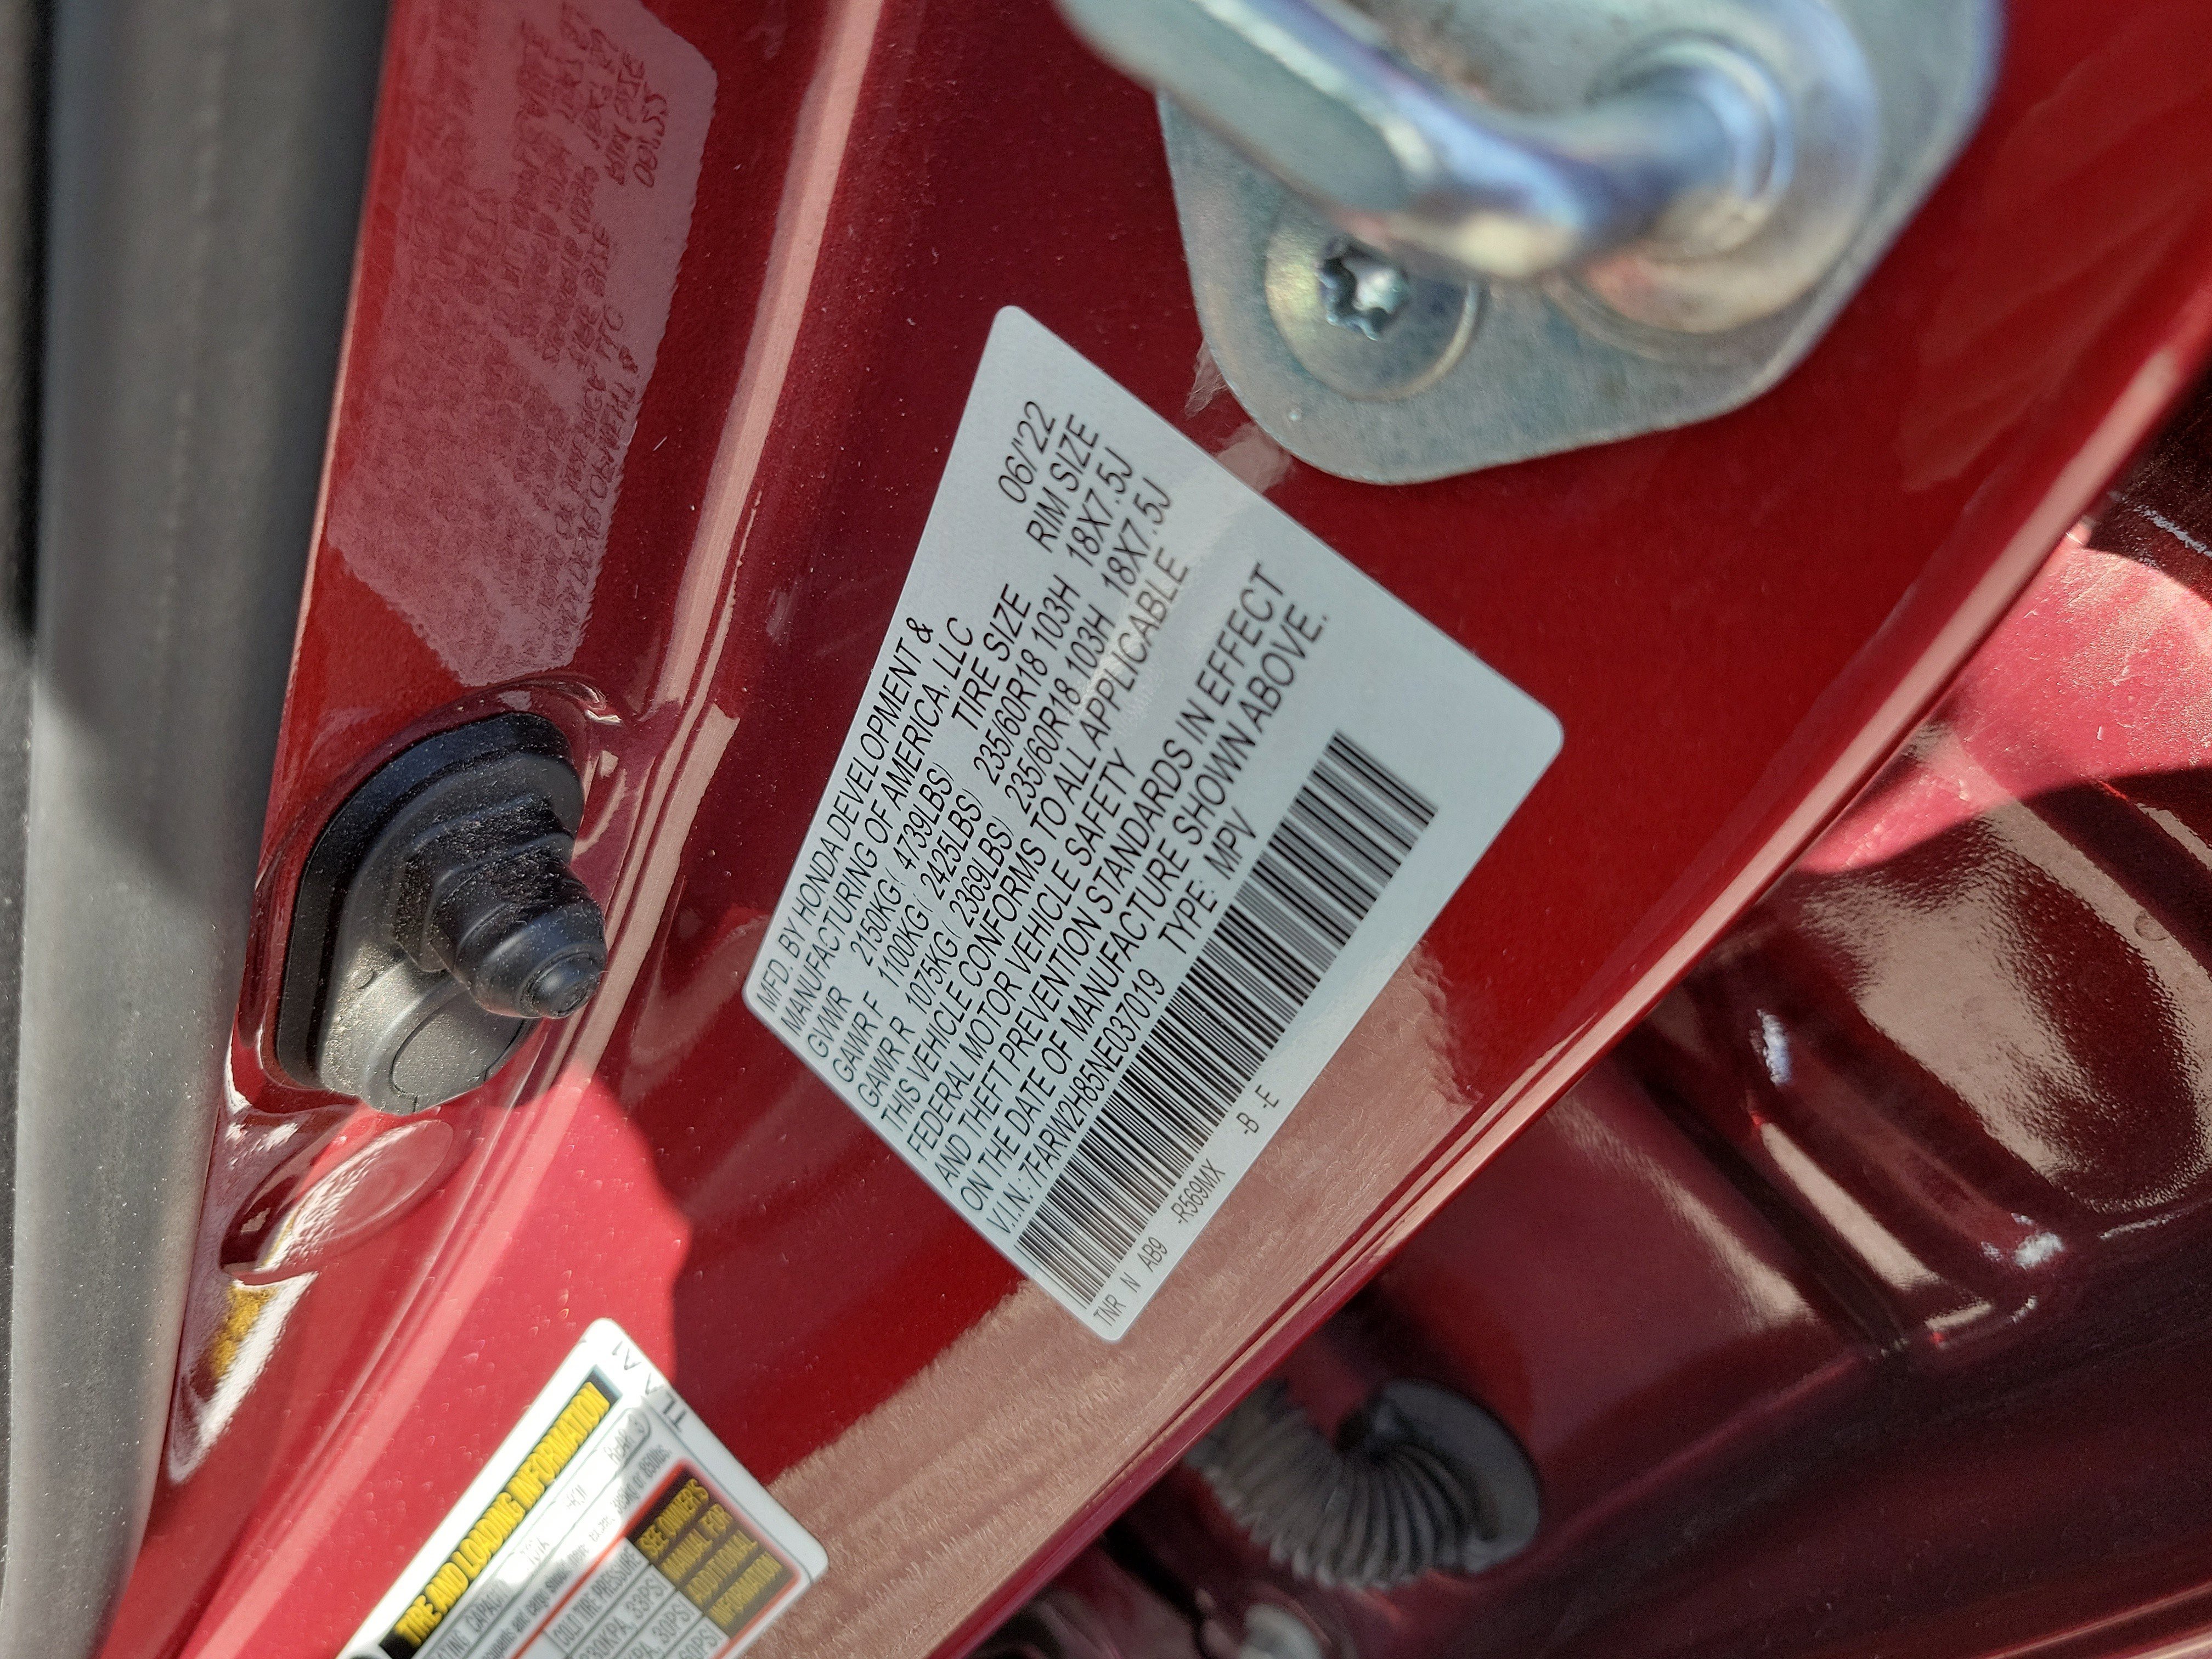 06/'22
MFD. BY HONDA DEVELOPMENT &
MANUFACTURING OF AMERICA, LLC
TIRE SIZE RIM SIZE
GVWR 2150KG ( 4739LBS)
GAWR F 1100KG ( 2425LBS) 235/60R18 103H 18X7.5J
GAWR R 1075KG ( 2369LBS) 235/60R18 103H 18X7.5J
THIS VEHICLE CONFORMS TO ALL APPLICABLE
FEDERAL MOTOR VEHICLE SAFETY
AND THEFT PREVENTION STANDARDS IN EFFECT
ON THE DATE OF MANUFACTURE SHOWN ABOVE.
V.I.N.: 7FARW2H85NE037019 TYPE: MPV
TNR N AB9 -R569MX -B -E
TIRE AND LOADING INFORMATION
CAPACITY
COLD TIRE PRESSURE
SEE OWNER'S
MANUAL FOR
ADDITIONAL
INFORMATION
33PSI
30PSI
60PSI